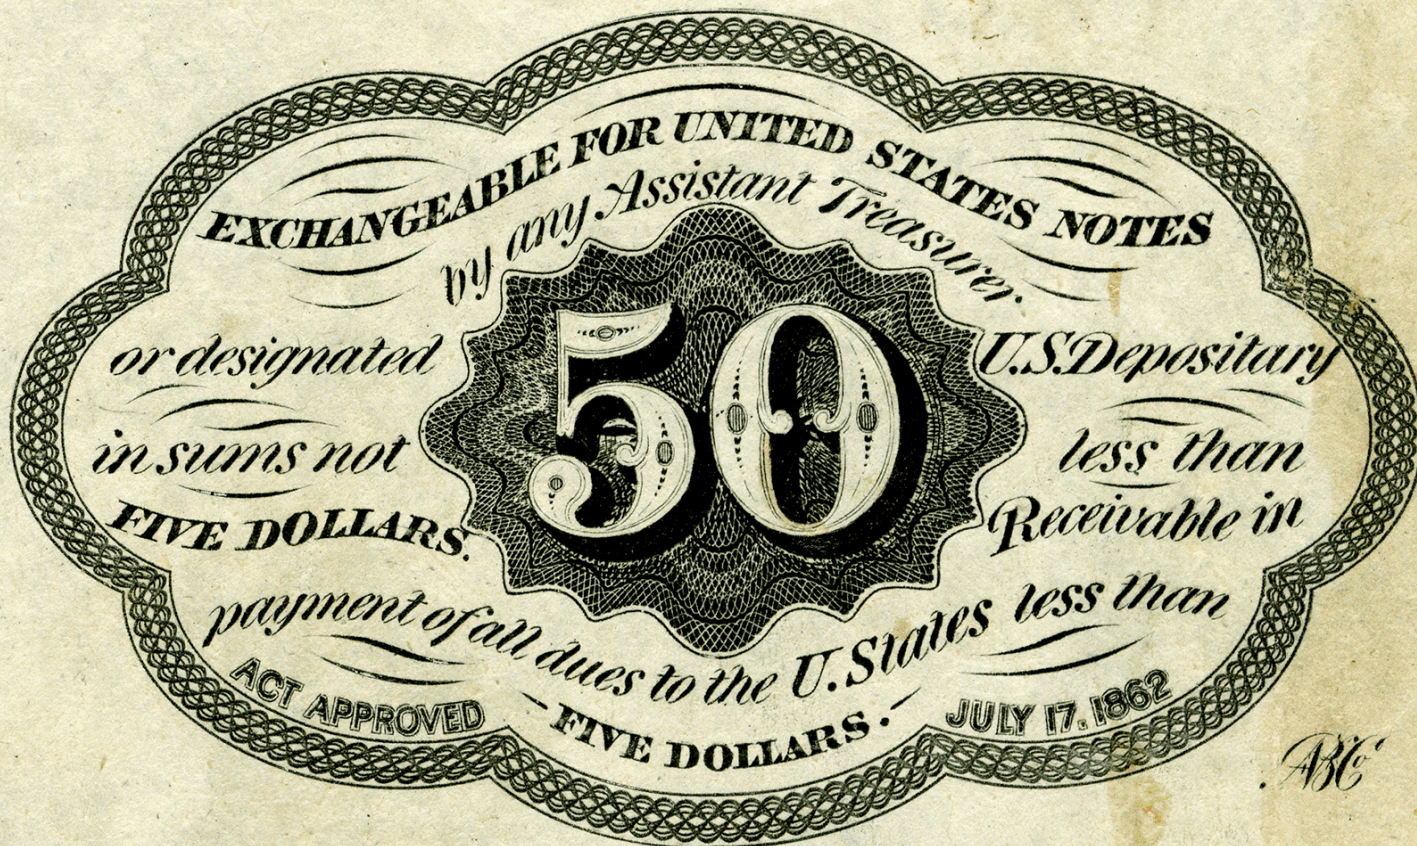 EXCHANGEABLE FOR UNITED STATES NOTES
by any Assistant Treasurer
or designated U.S. Depositary
in sums not less than
FIVE DOLLARS. Receivable in
payment of all dues to the U. States less than
FIVE DOLLARS.
ACT APPROVED JULY 17. 1862
50
ABCo